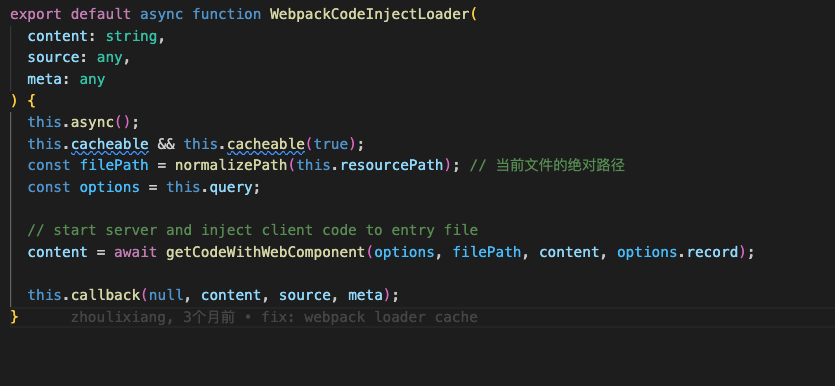 export default async function WebpackCodeInjectLoader(
  content: string,
  source: any,
  meta: any
) {
  this.async();
  this.cacheable && this.cacheable(true);
  const filePath = normalizePath(this.resourcePath); // 当前文件的绝对路径
  const options = this.query;

  // start server and inject client code to entry file
  content = await getCodeWithWebComponent(options, filePath, content, options.record);

  this.callback(null, content, source, meta);
}      zhoulixiang, 3个月前 • fix: webpack loader cache